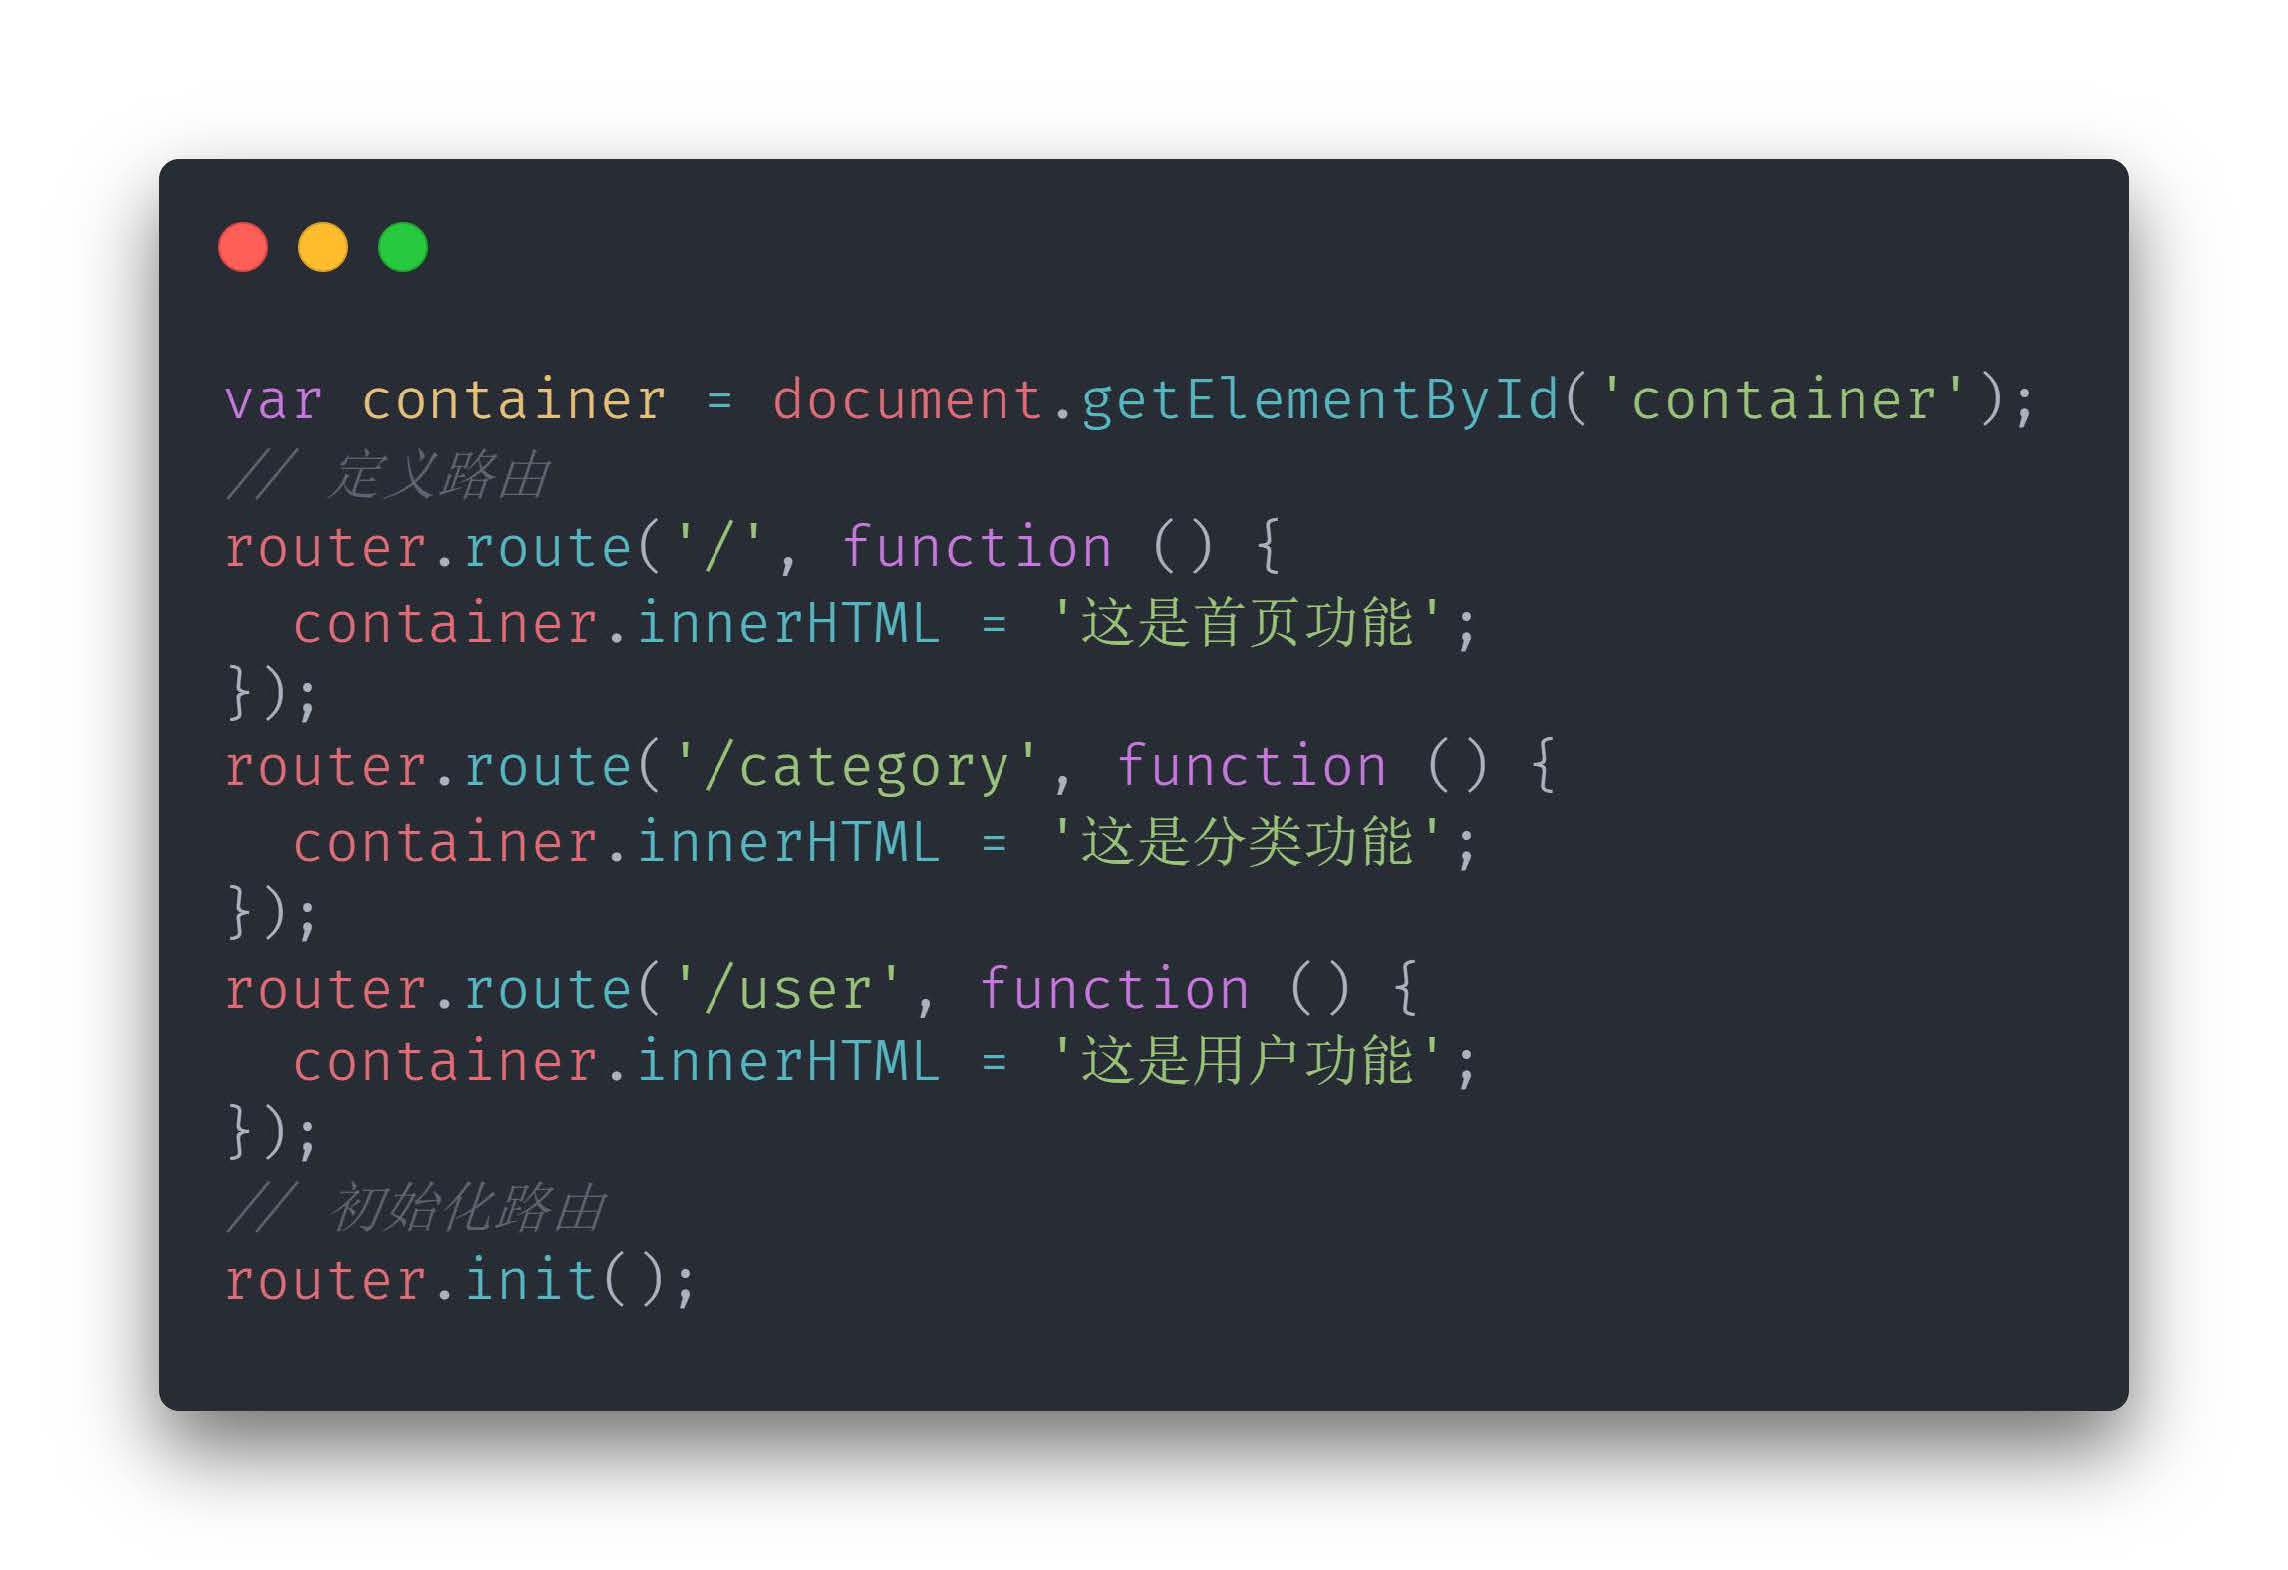 var container = document.getElementById('container');
// 定义路由
router.route('/', function () {
  container.innerHTML = '这是首页功能';
});
router.route('/category', function () {
  container.innerHTML = '这是分类功能';
});
router.route('/user', function () {
  container.innerHTML = '这是用户功能';
});
// 初始化路由
router.init();